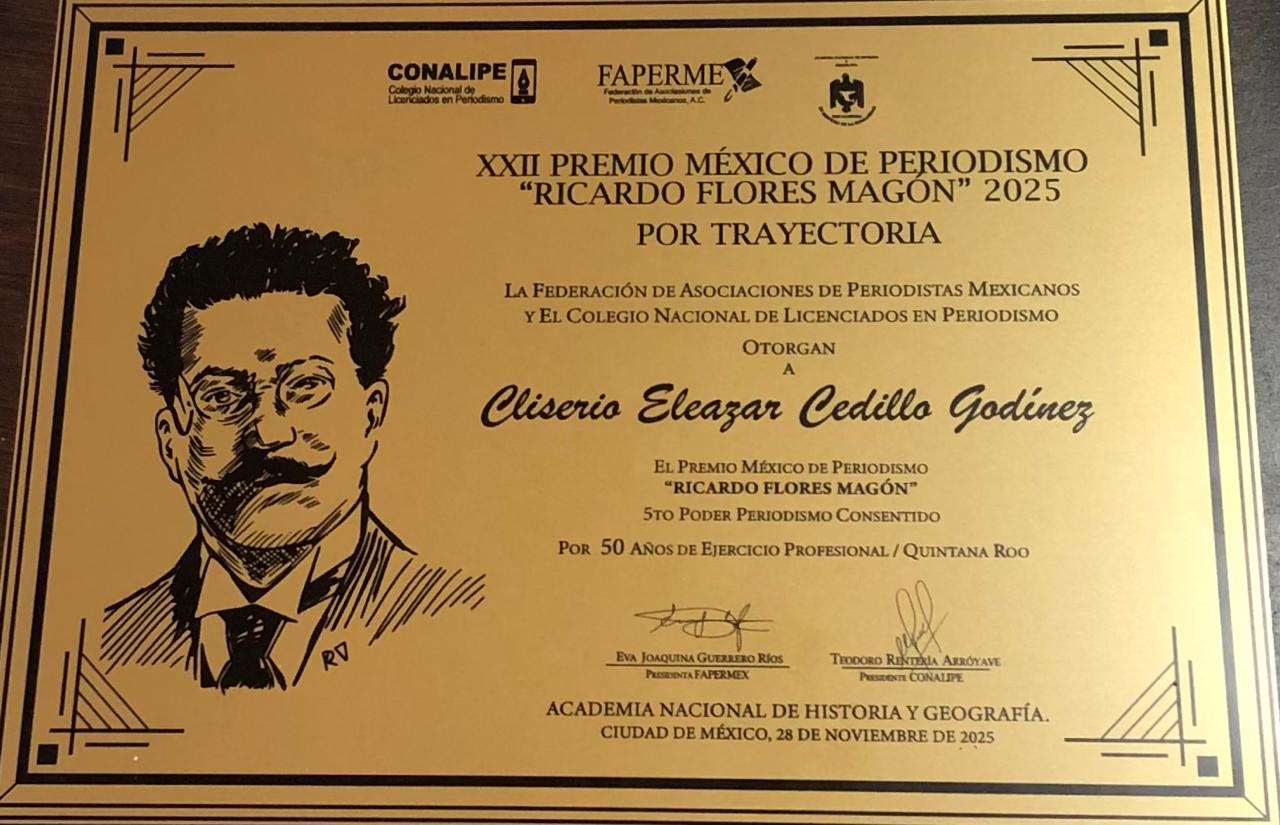 CONALIPE
Colegio Nacional de
Licenciados en Periodismo
FAPERMEX
Federación de Asociaciones de
Periodistas Mexicanos, A.C.
XXII PREMIO MÉXICO DE PERIODISMO
“RICARDO FLORES MAGÓN” 2025
POR TRAYECTORIA
LA FEDERACIÓN DE ASOCIACIONES DE PERIODISTAS MEXICANOS
Y EL COLEGIO NACIONAL DE LICENCIADOS EN PERIODISMO
OTORGAN
A
Cliserio Eleazar Cedillo Godínez
EL PREMIO MÉXICO DE PERIODISMO
“RICARDO FLORES MAGÓN”
5TO PODER PERIODISMO CONSENTIDO
POR 50 AÑOS DE EJERCICIO PROFESIONAL / QUINTANA ROO
EVA JOAQUINA GUERRERO RÍOS
PRESIDENTA FAPERMEX
TEODORO RENTERÍA ARRÓYAVE
PRESIDENTE CONALIPE
ACADEMIA NACIONAL DE HISTORIA Y GEOGRAFÍA.
CIUDAD DE MÉXICO, 28 DE NOVIEMBRE DE 2025